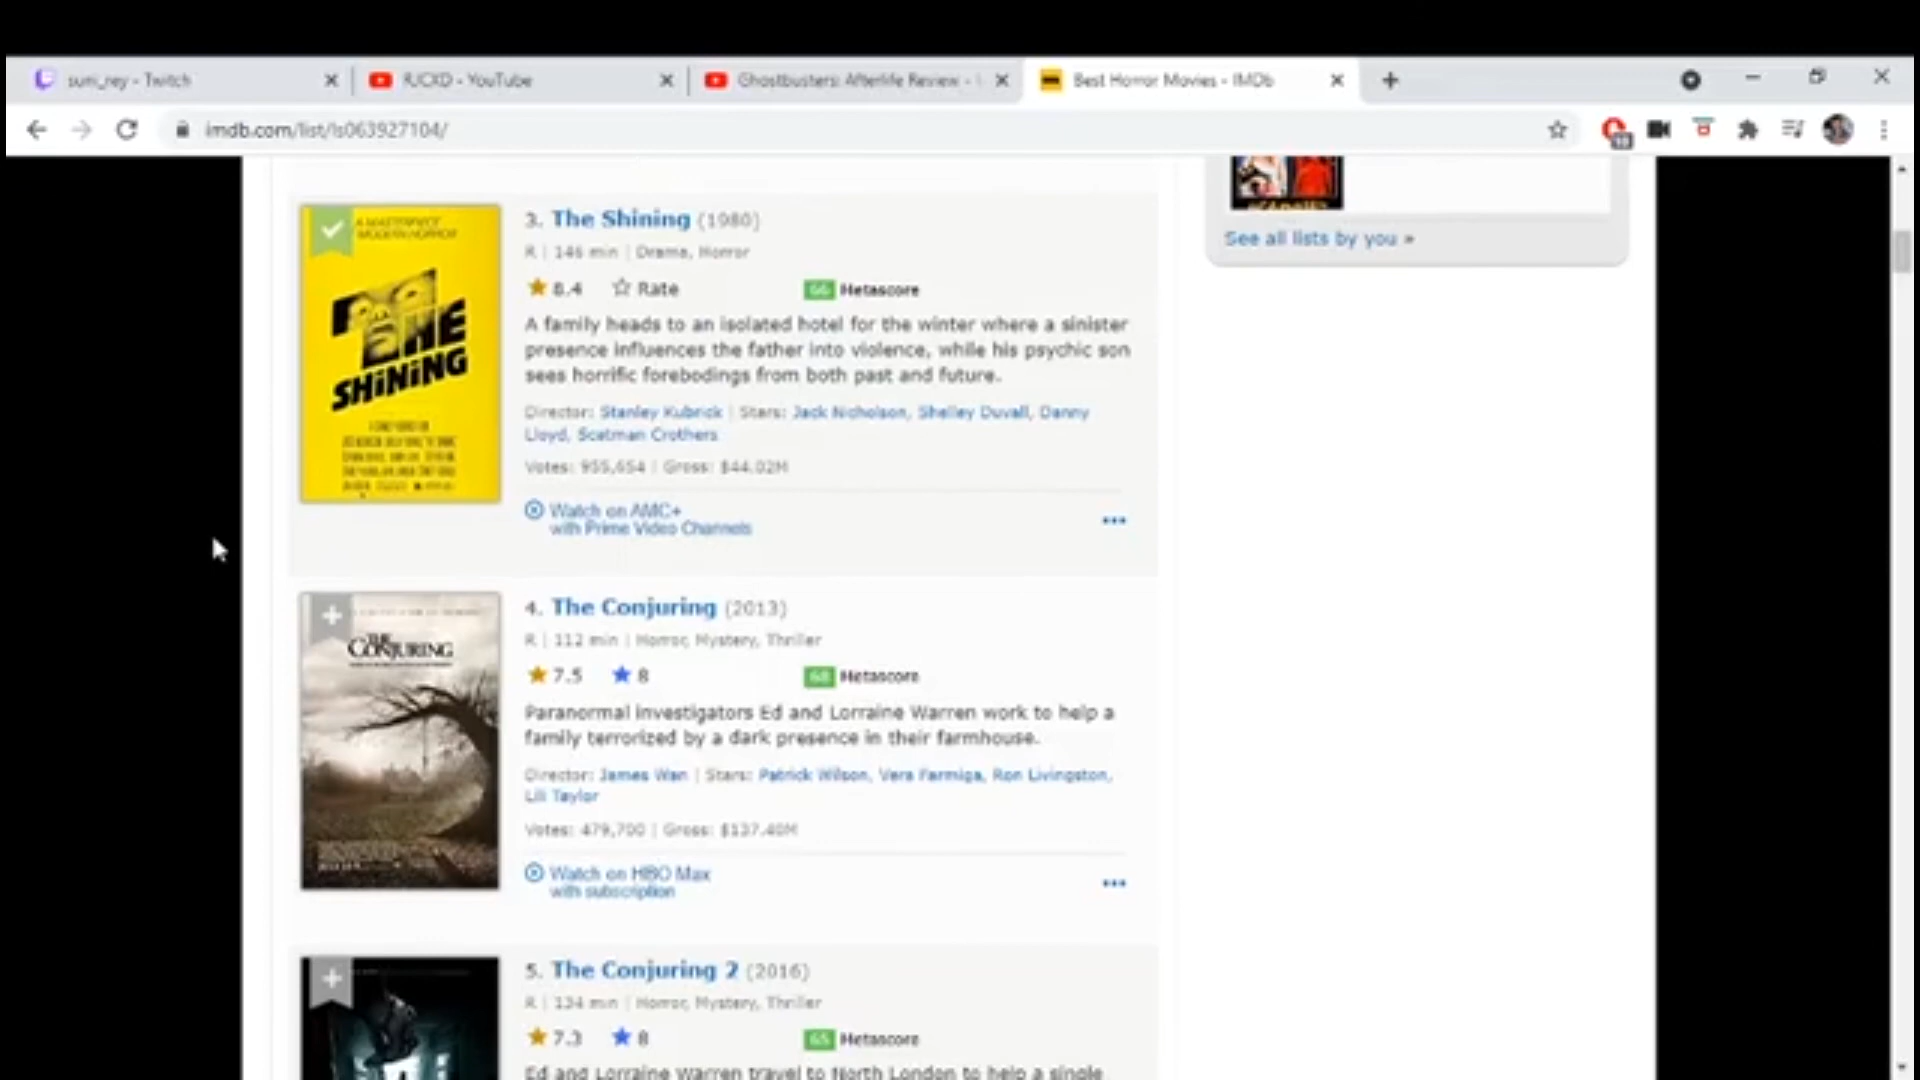 suni_rey - Twitch
RJCXD - YouTube
Ghostbusters: Afterlife Review -
Best Horror Movies - IMDb
imdb.com/list/ls063927104/
See all lists by you »
A MASTERPIECE
MODERN HORROR
THE
SHiNiNG
3. The Shining (1980)
R | 146 min | Drama, Horror
8.4 Rate 66 Metascore
A family heads to an isolated hotel for the winter where a sinister
presence influences the father into violence, while his psychic son
sees horrific forebodings from both past and future.
Director: Stanley Kubrick | Stars: Jack Nicholson, Shelley Duvall, Danny
Lloyd, Scatman Crothers
Votes: 955,654 | Gross: $44.02M
Watch on AMC+
with Prime Video Channels
THE
CONJURING
4. The Conjuring (2013)
R | 112 min | Horror, Mystery, Thriller
7.5 8 68 Metascore
Paranormal investigators Ed and Lorraine Warren work to help a
family terrorized by a dark presence in their farmhouse.
Director: James Wan | Stars: Patrick Wilson, Vera Farmiga, Ron Livingston,
Lili Taylor
Votes: 479,700 | Gross: $137.40M
Watch on HBO Max
with subscription
5. The Conjuring 2 (2016)
R | 134 min | Horror, Mystery, Thriller
7.3 8 65 Metascore
Ed and Lorraine Warren travel to North London to help a single